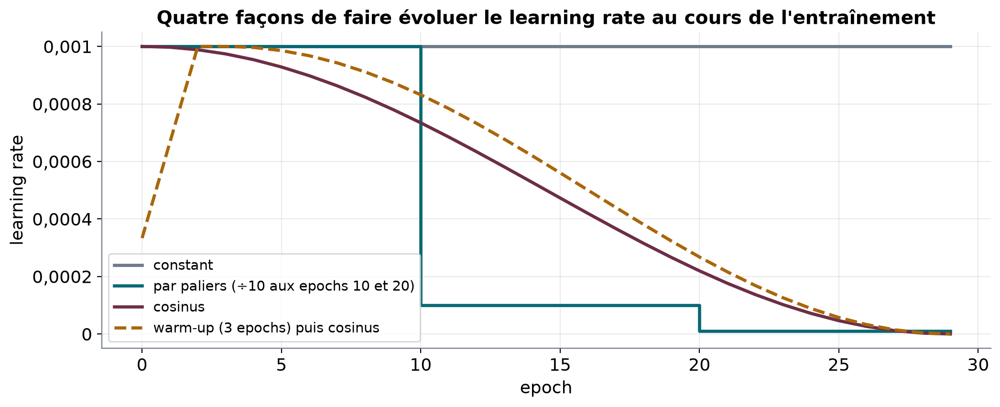 Quatre façons de faire évoluer le learning rate au cours de l'entraînement
learning rate
0,001
0,0008
0,0006
0,0004
0,0002
0
constant
par paliers (÷10 aux epochs 10 et 20)
cosinus
warm-up (3 epochs) puis cosinus
0 5 10 15 20 25 30
epoch